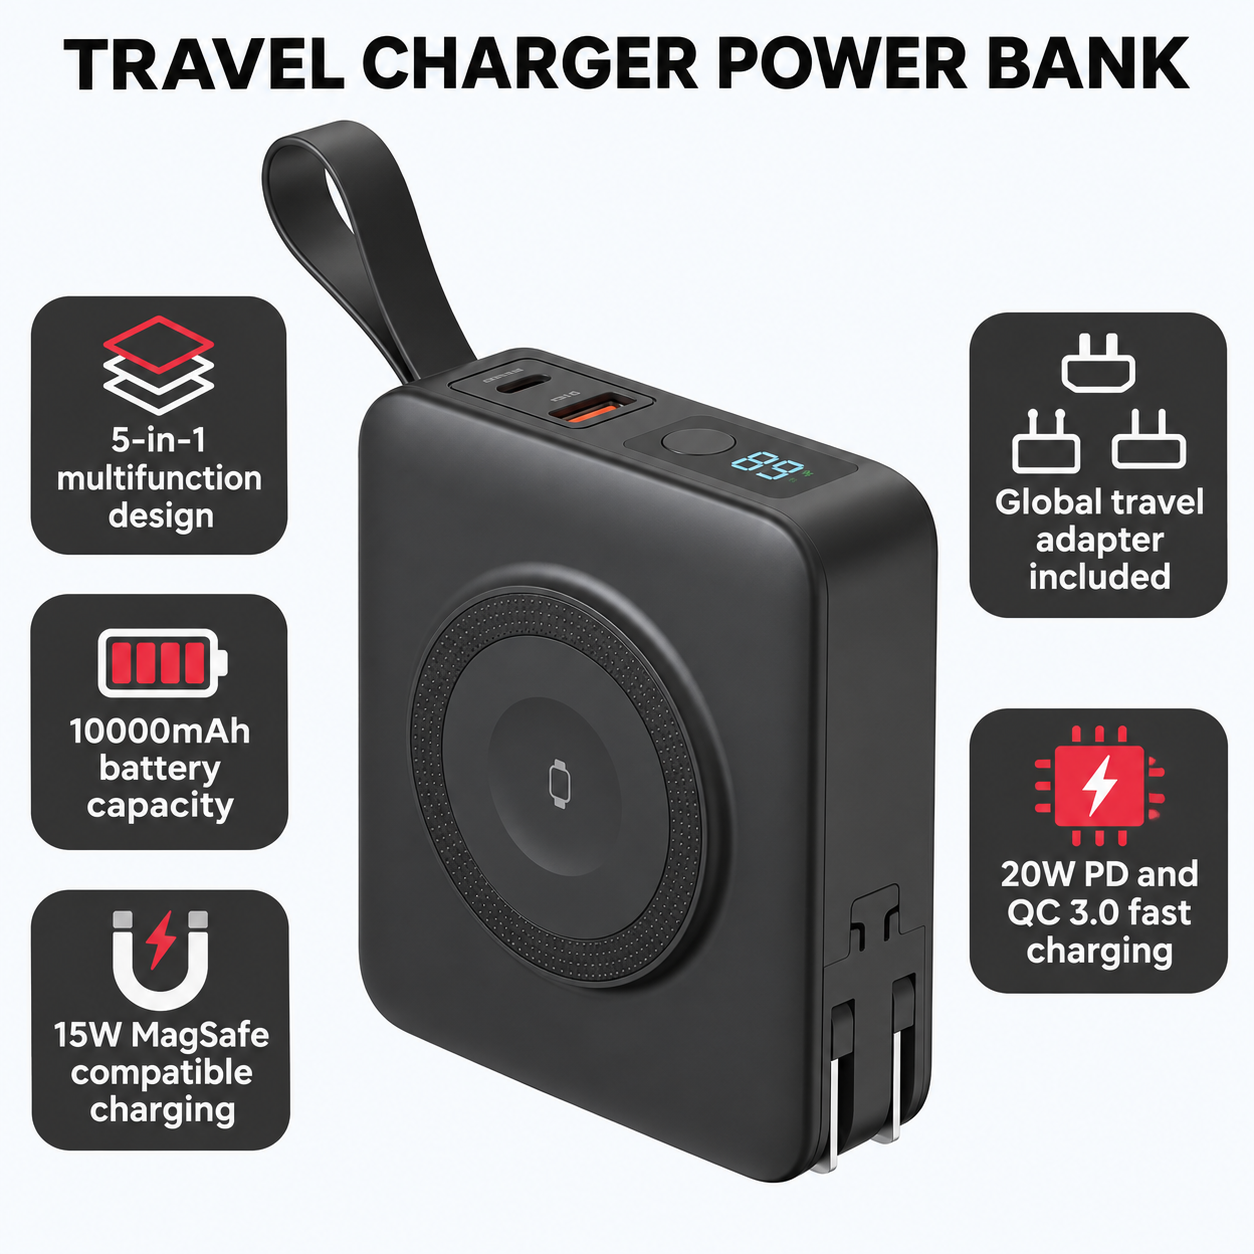 TRAVEL CHARGER POWER BANK
5-in-1
multifunction
design
10000mAh
battery
capacity
15W MagSafe
compatible
charging
89
Global travel
adapter
included
20W PD and
QC 3.0 fast
charging